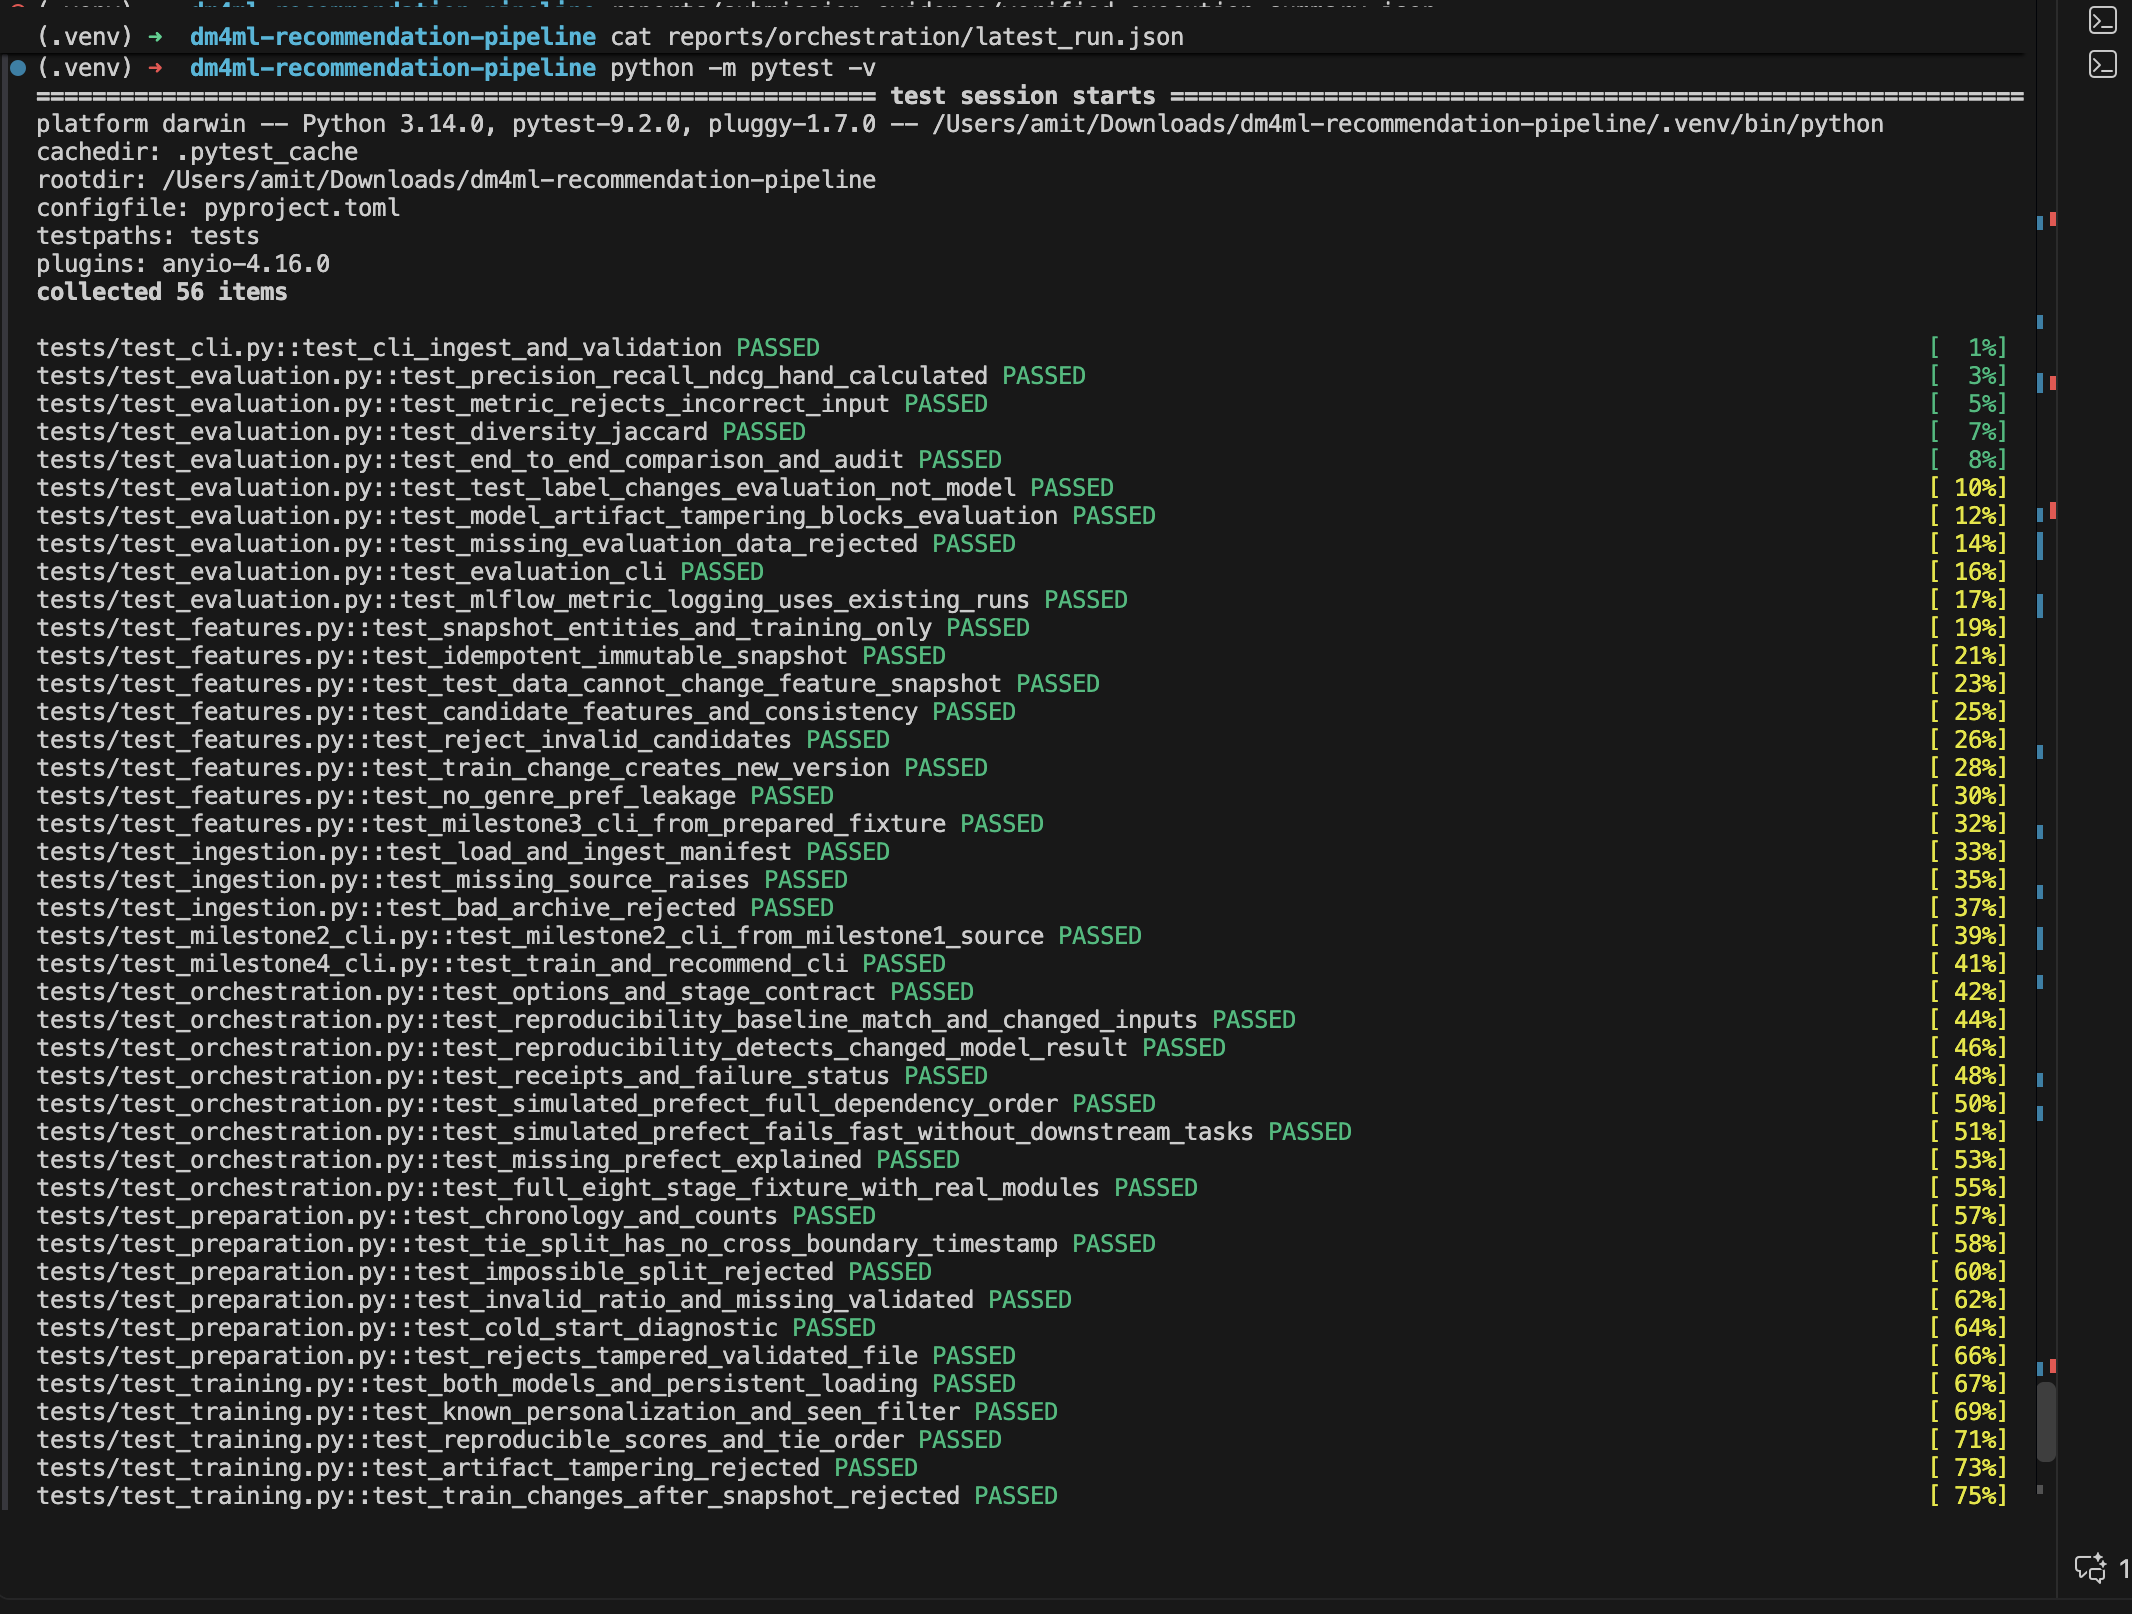 (.venv) → dm4ml-recommendation-pipeline reports/submission_evidence/verified_execution_summary.json
(.venv) → dm4ml-recommendation-pipeline cat reports/orchestration/latest_run.json
(.venv) → dm4ml-recommendation-pipeline python -m pytest -v
============================================================ test session starts =============================================================
platform darwin -- Python 3.14.0, pytest-9.2.0, pluggy-1.7.0 -- /Users/amit/Downloads/dm4ml-recommendation-pipeline/.venv/bin/python
cachedir: .pytest_cache
rootdir: /Users/amit/Downloads/dm4ml-recommendation-pipeline
configfile: pyproject.toml
testpaths: tests
plugins: anyio-4.16.0
collected 56 items
tests/test_cli.py::test_cli_ingest_and_validation PASSED [  1%]
tests/test_evaluation.py::test_precision_recall_ndcg_hand_calculated PASSED [  3%]
tests/test_evaluation.py::test_metric_rejects_incorrect_input PASSED [  5%]
tests/test_evaluation.py::test_diversity_jaccard PASSED [  7%]
tests/test_evaluation.py::test_end_to_end_comparison_and_audit PASSED [  8%]
tests/test_evaluation.py::test_test_label_changes_evaluation_not_model PASSED [ 10%]
tests/test_evaluation.py::test_model_artifact_tampering_blocks_evaluation PASSED [ 12%]
tests/test_evaluation.py::test_missing_evaluation_data_rejected PASSED [ 14%]
tests/test_evaluation.py::test_evaluation_cli PASSED [ 16%]
tests/test_evaluation.py::test_mlflow_metric_logging_uses_existing_runs PASSED [ 17%]
tests/test_features.py::test_snapshot_entities_and_training_only PASSED [ 19%]
tests/test_features.py::test_idempotent_immutable_snapshot PASSED [ 21%]
tests/test_features.py::test_test_data_cannot_change_feature_snapshot PASSED [ 23%]
tests/test_features.py::test_candidate_features_and_consistency PASSED [ 25%]
tests/test_features.py::test_reject_invalid_candidates PASSED [ 26%]
tests/test_features.py::test_train_change_creates_new_version PASSED [ 28%]
tests/test_features.py::test_no_genre_pref_leakage PASSED [ 30%]
tests/test_features.py::test_milestone3_cli_from_prepared_fixture PASSED [ 32%]
tests/test_ingestion.py::test_load_and_ingest_manifest PASSED [ 33%]
tests/test_ingestion.py::test_missing_source_raises PASSED [ 35%]
tests/test_ingestion.py::test_bad_archive_rejected PASSED [ 37%]
tests/test_milestone2_cli.py::test_milestone2_cli_from_milestone1_source PASSED [ 39%]
tests/test_milestone4_cli.py::test_train_and_recommend_cli PASSED [ 41%]
tests/test_orchestration.py::test_options_and_stage_contract PASSED [ 42%]
tests/test_orchestration.py::test_reproducibility_baseline_match_and_changed_inputs PASSED [ 44%]
tests/test_orchestration.py::test_reproducibility_detects_changed_model_result PASSED [ 46%]
tests/test_orchestration.py::test_receipts_and_failure_status PASSED [ 48%]
tests/test_orchestration.py::test_simulated_prefect_full_dependency_order PASSED [ 50%]
tests/test_orchestration.py::test_simulated_prefect_fails_fast_without_downstream_tasks PASSED [ 51%]
tests/test_orchestration.py::test_missing_prefect_explained PASSED [ 53%]
tests/test_orchestration.py::test_full_eight_stage_fixture_with_real_modules PASSED [ 55%]
tests/test_preparation.py::test_chronology_and_counts PASSED [ 57%]
tests/test_preparation.py::test_tie_split_has_no_cross_boundary_timestamp PASSED [ 58%]
tests/test_preparation.py::test_impossible_split_rejected PASSED [ 60%]
tests/test_preparation.py::test_invalid_ratio_and_missing_validated PASSED [ 62%]
tests/test_preparation.py::test_cold_start_diagnostic PASSED [ 64%]
tests/test_preparation.py::test_rejects_tampered_validated_file PASSED [ 66%]
tests/test_training.py::test_both_models_and_persistent_loading PASSED [ 67%]
tests/test_training.py::test_known_personalization_and_seen_filter PASSED [ 69%]
tests/test_training.py::test_reproducible_scores_and_tie_order PASSED [ 71%]
tests/test_training.py::test_artifact_tampering_rejected PASSED [ 73%]
tests/test_training.py::test_train_changes_after_snapshot_rejected PASSED [ 75%]
1